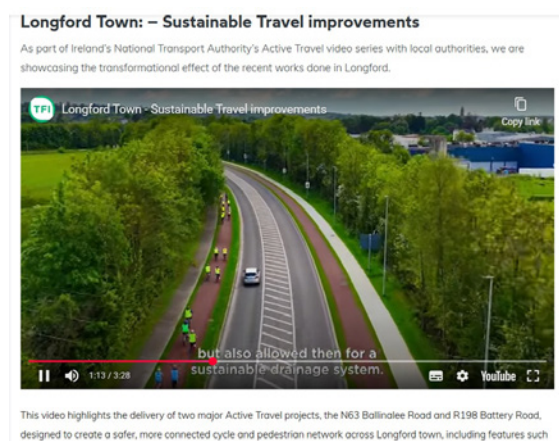 Longford Town: – Sustainable Travel improvements
As part of Ireland's National Transport Authority's Active Travel video series with local authorities, we are
showcasing the transformational effect of the recent works done in Longford.
TFI
Longford Town - Sustainable Travel improvements
Copy link
but also allowed then for a
sustainable drainage system.
1:13 / 3:28
YouTube
This video highlights the delivery of two major Active Travel projects, the N63 Ballinalee Road and R198 Battery Road,
designed to create a safer, more connected cycle and pedestrian network across Longford town, including features such